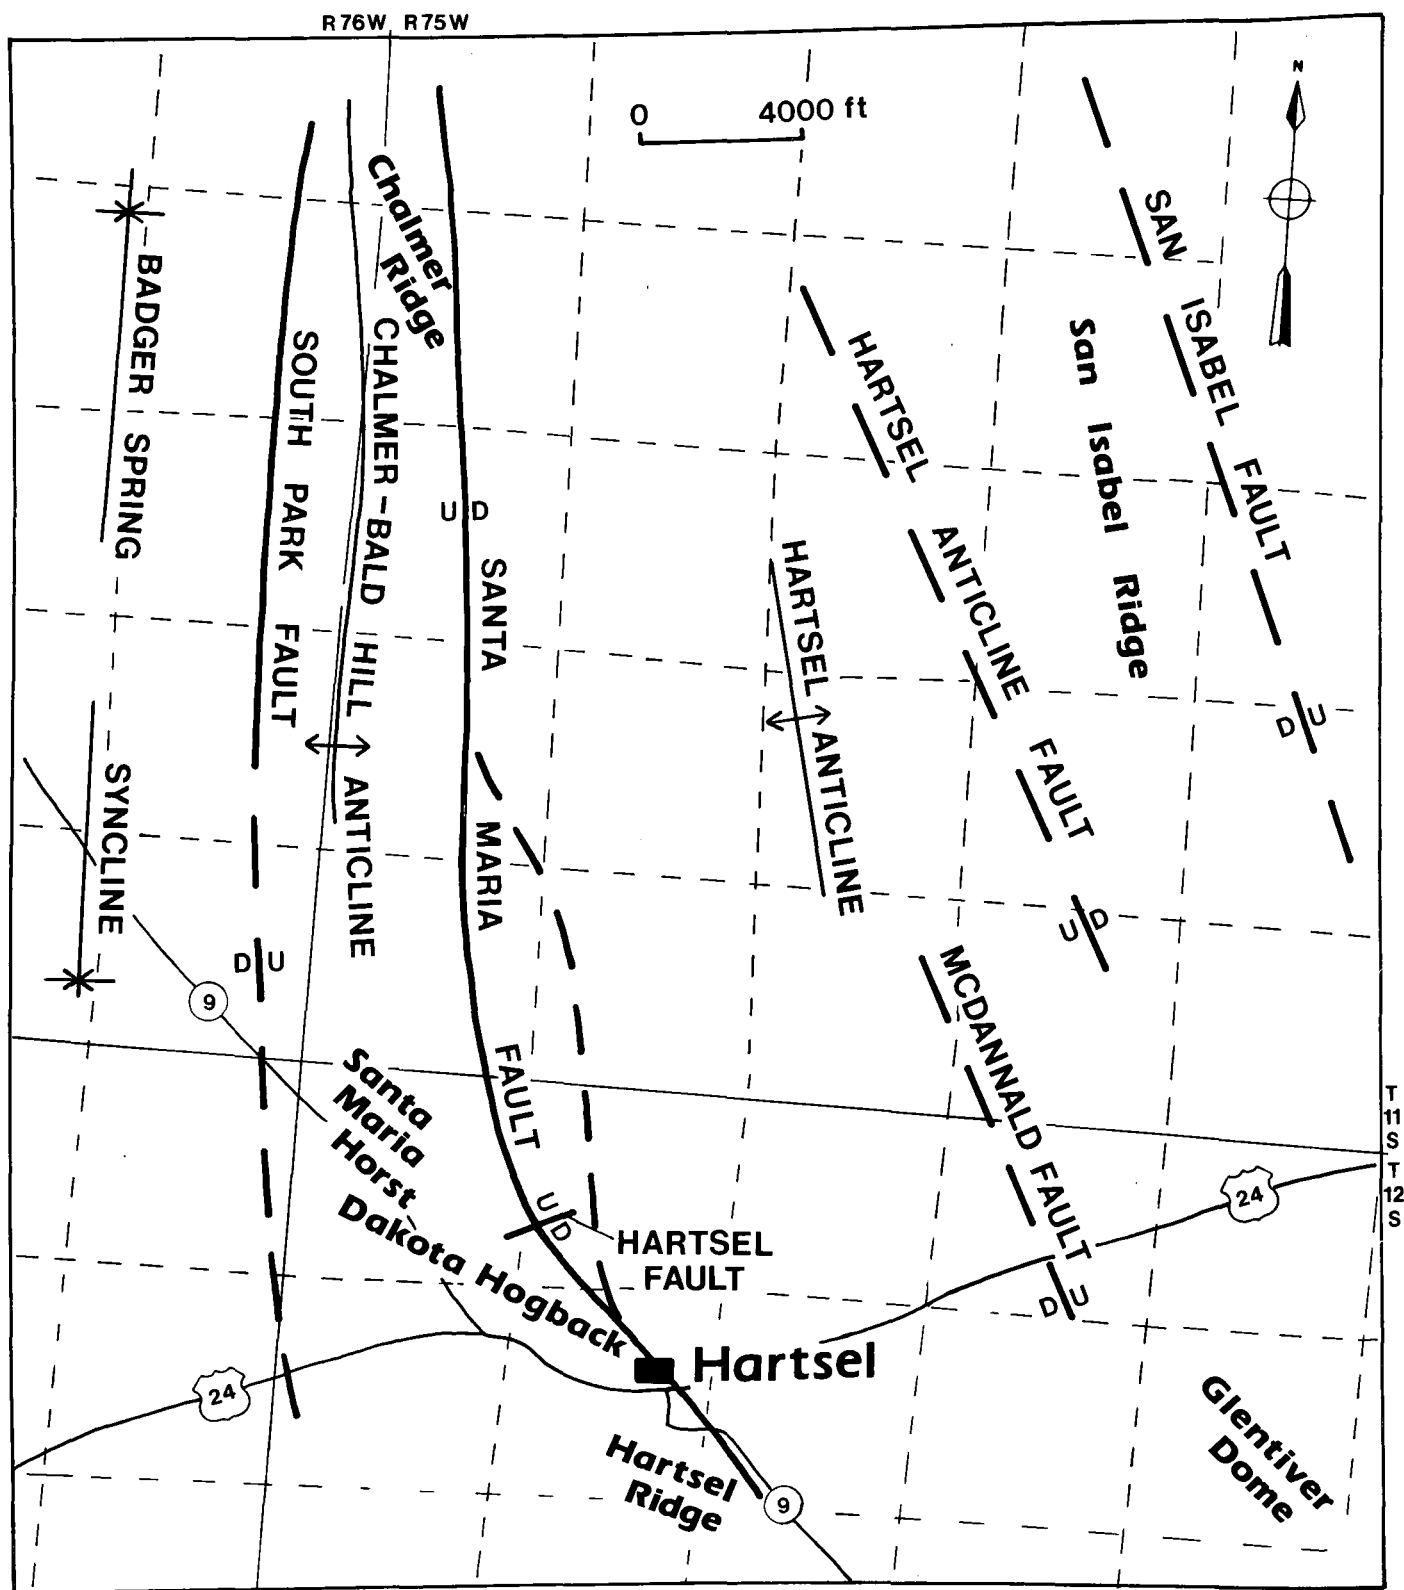 R76W R75W
N
0 4000 ft
Chalmer
Ridge
SAN ISABEL FAULT
San Isabel Ridge
BADGER SPRING SYNCLINE
SOUTH PARK FAULT
CHALMER-BALD HILL ANTICLINE
U D
SANTA MARIA FAULT
HARTSEL ANTICLINE FAULT
HARTSEL ANTICLINE
D U
D U
U D
9
MCDANNALD FAULT
Santa
Maria
Horst
T
11
S
T
12
S
24
U D
HARTSEL
FAULT
Dakota Hogback
D U
Hartsel
24
Glentiver
Dome
Hartsel
Ridge
9